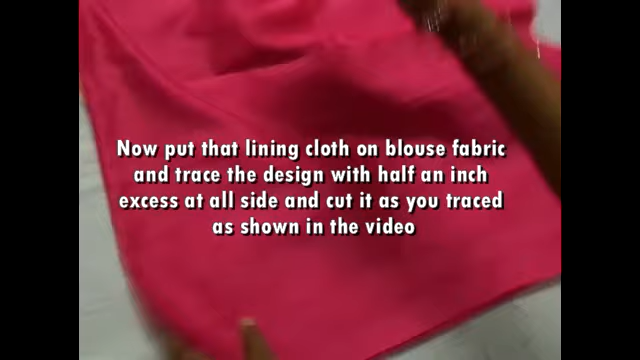 Now put that lining cloth on blouse fabric
and trace the design with half an inch
excess at all side and cut it as you traced
as shown in the video